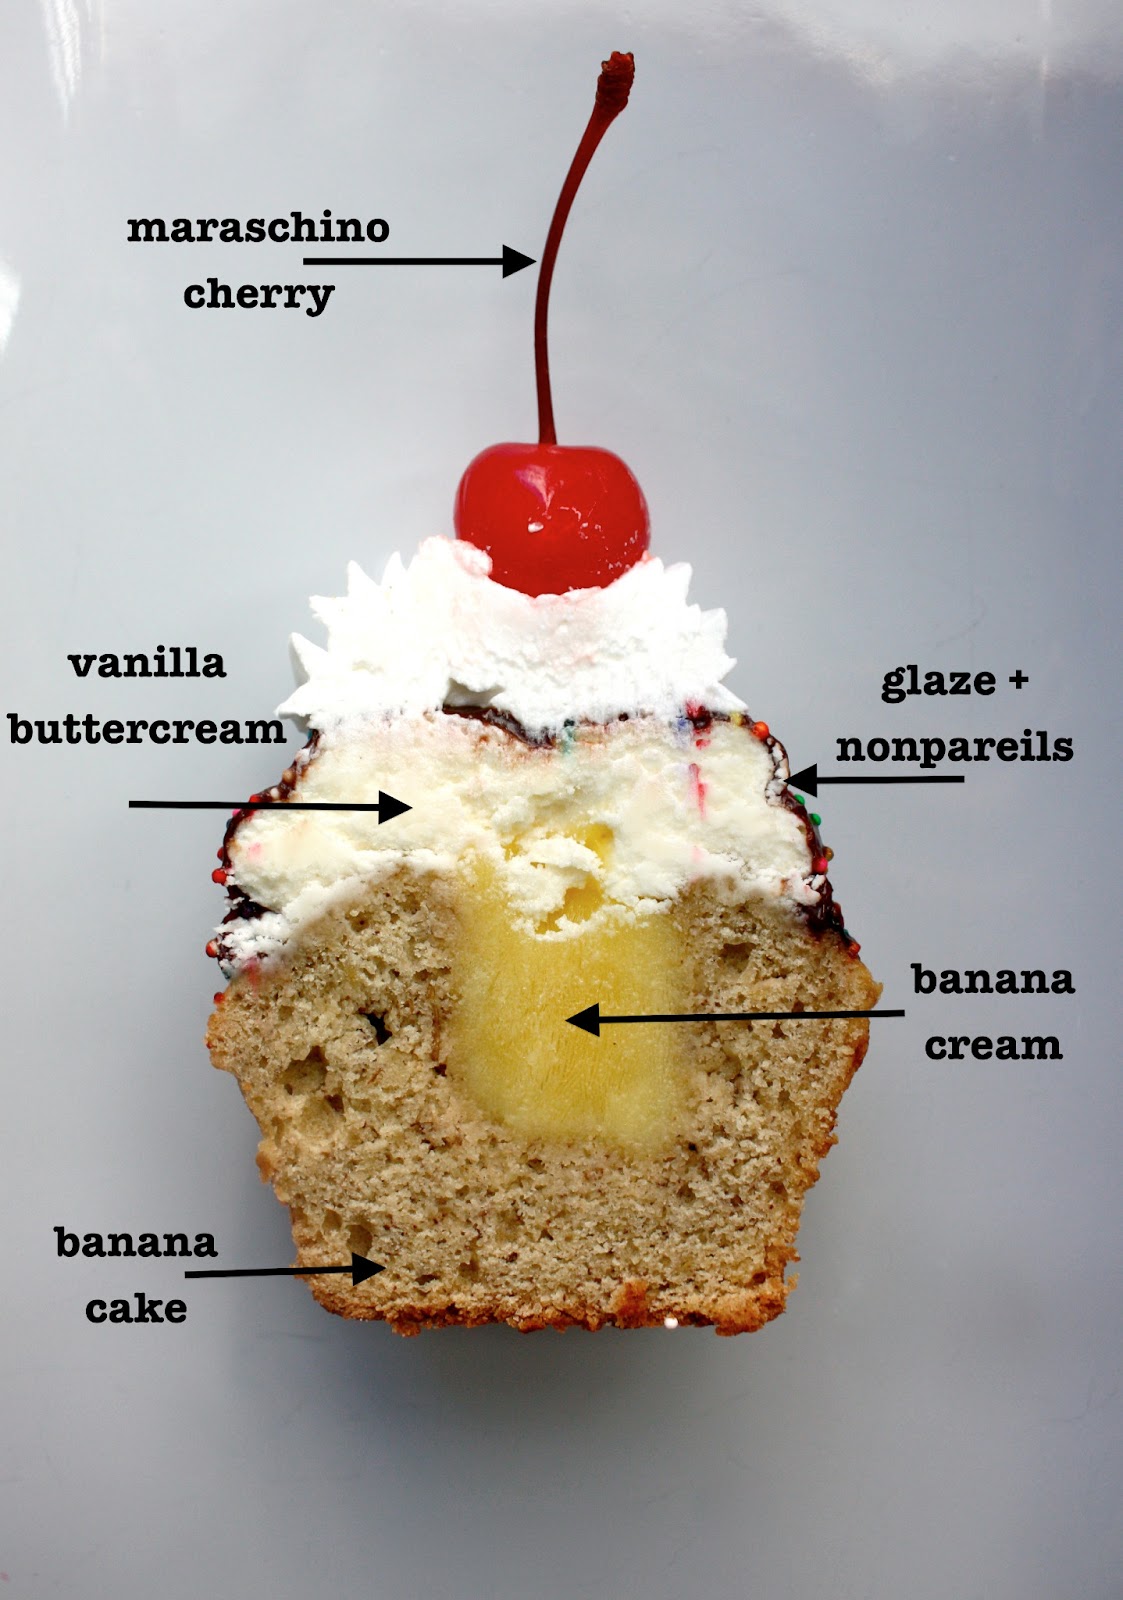 maraschino
cherry
vanilla
buttercream
glaze +
nonpareils
banana
cream
banana
cake